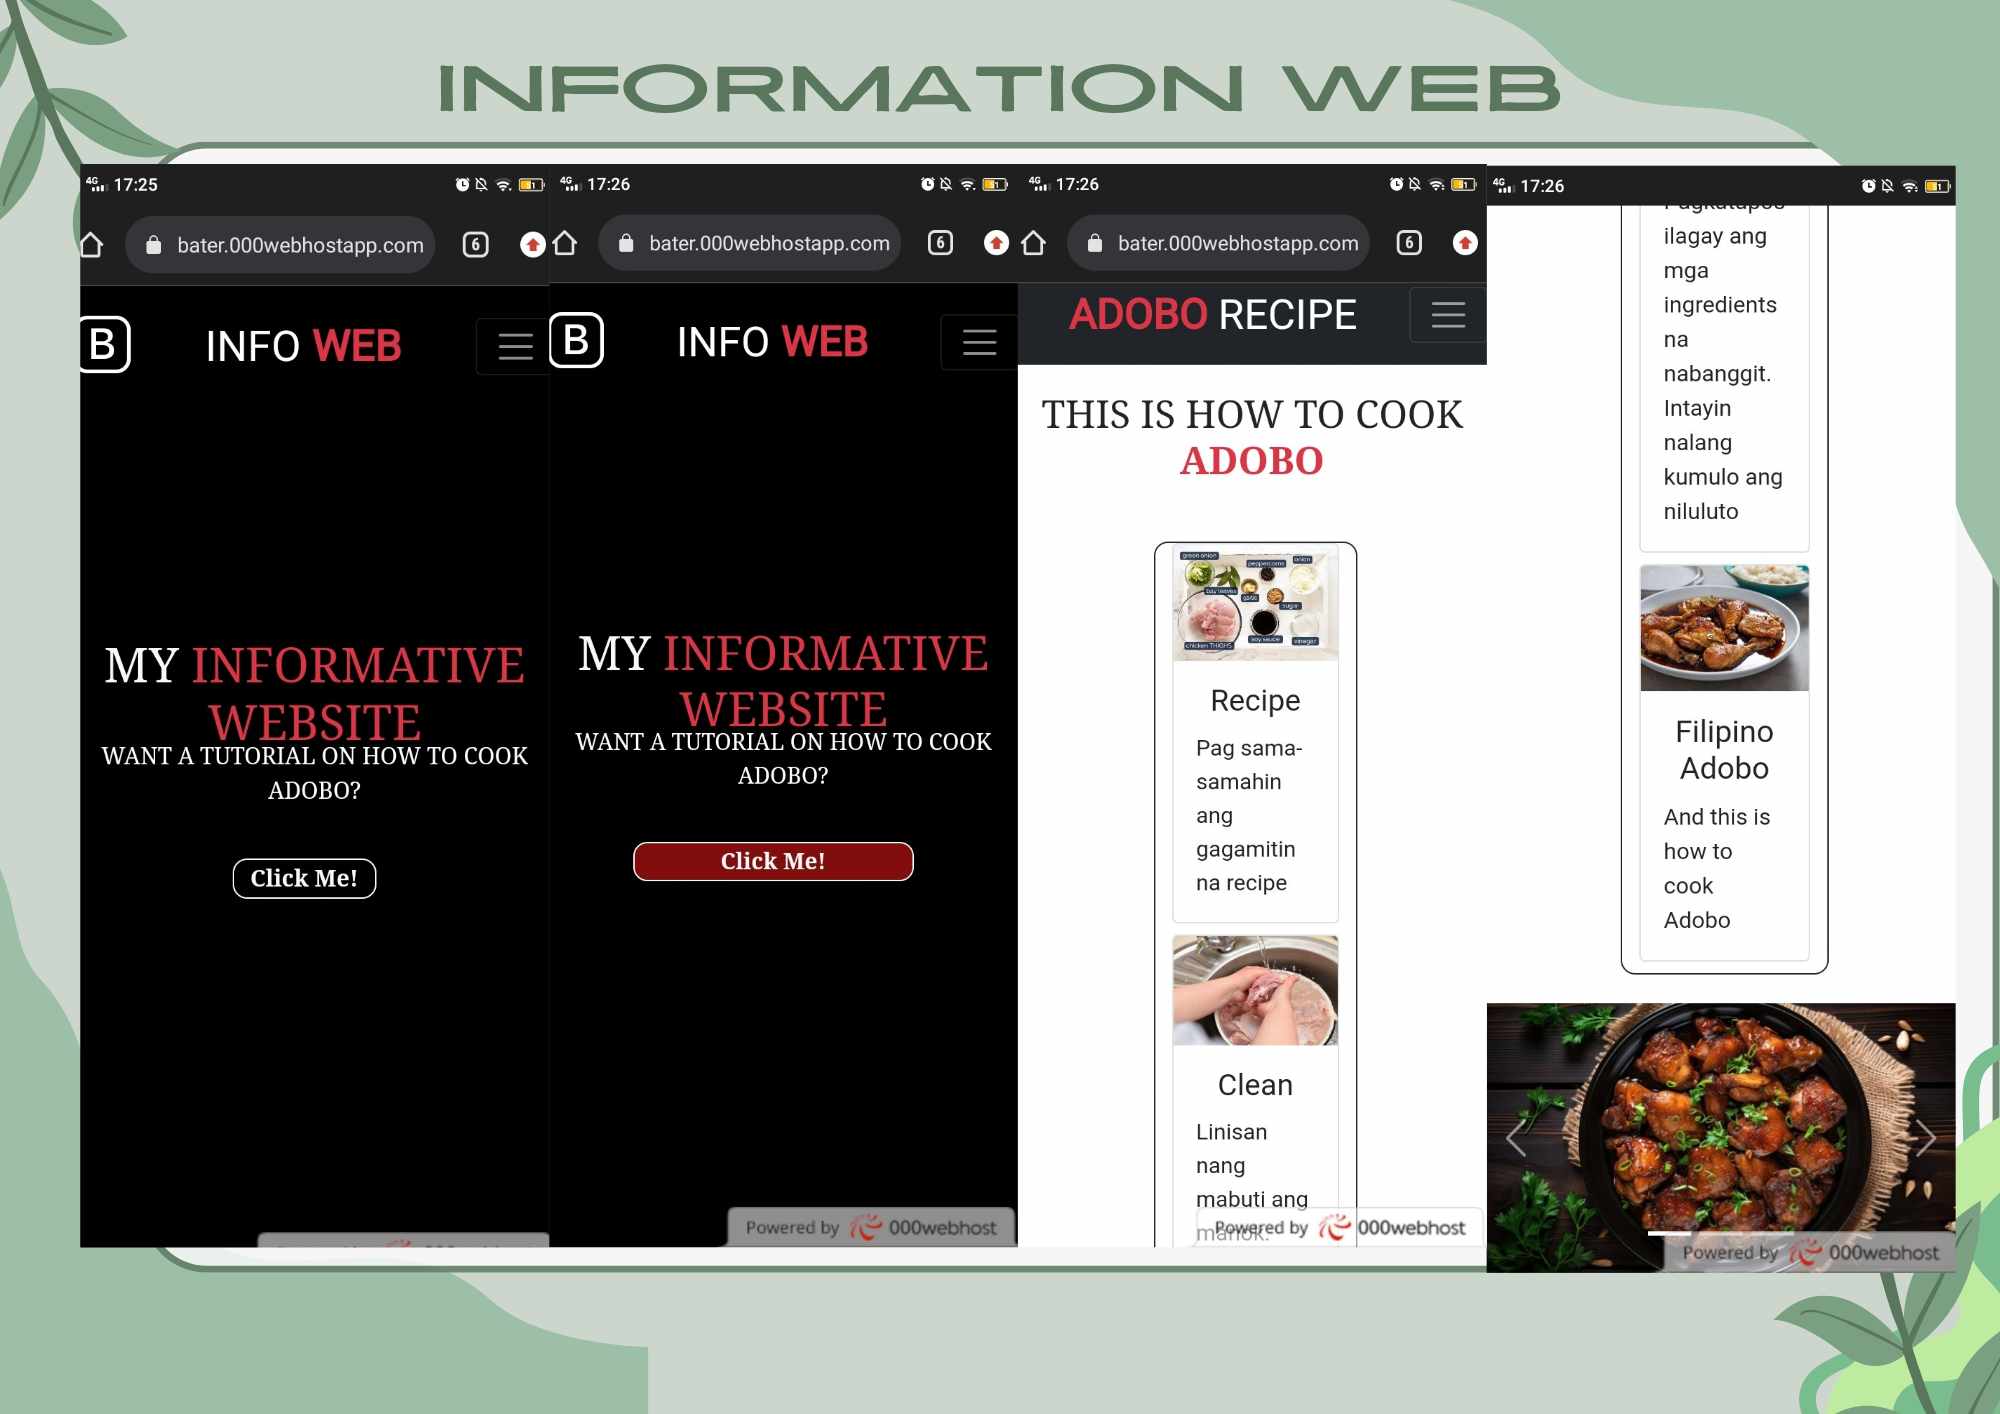 INFORMATION WEB
4G 17:25
bater.000webhostapp.com 6
B INFO WEB
MY INFORMATIVE
WEBSITE
WANT A TUTORIAL ON HOW TO COOK
ADOBO?
Click Me!
4G 17:26
bater.000webhostapp.com 6
B INFO WEB
MY INFORMATIVE
WEBSITE
WANT A TUTORIAL ON HOW TO COOK
ADOBO?
Click Me!
Powered by 000webhost
4G 17:26
bater.000webhostapp.com 6
ADOBO RECIPE
THIS IS HOW TO COOK
ADOBO
green onion
peppercorns
onion
bay leaves
garlic
sugar
soy sauce
vinegar
chicken THIGHS
Recipe
Pag sama-
samahin
ang
gagamitin
na recipe
Clean
Linisan
nang
mabuti ang
manok.
Powered by 000webhost
4G 17:26
Pagkatapos
ilagay ang
mga
ingredients
na
nabanggit.
Intayin
nalang
kumulo ang
niluluto
Filipino
Adobo
And this is
how to
cook
Adobo
Powered by 000webhost